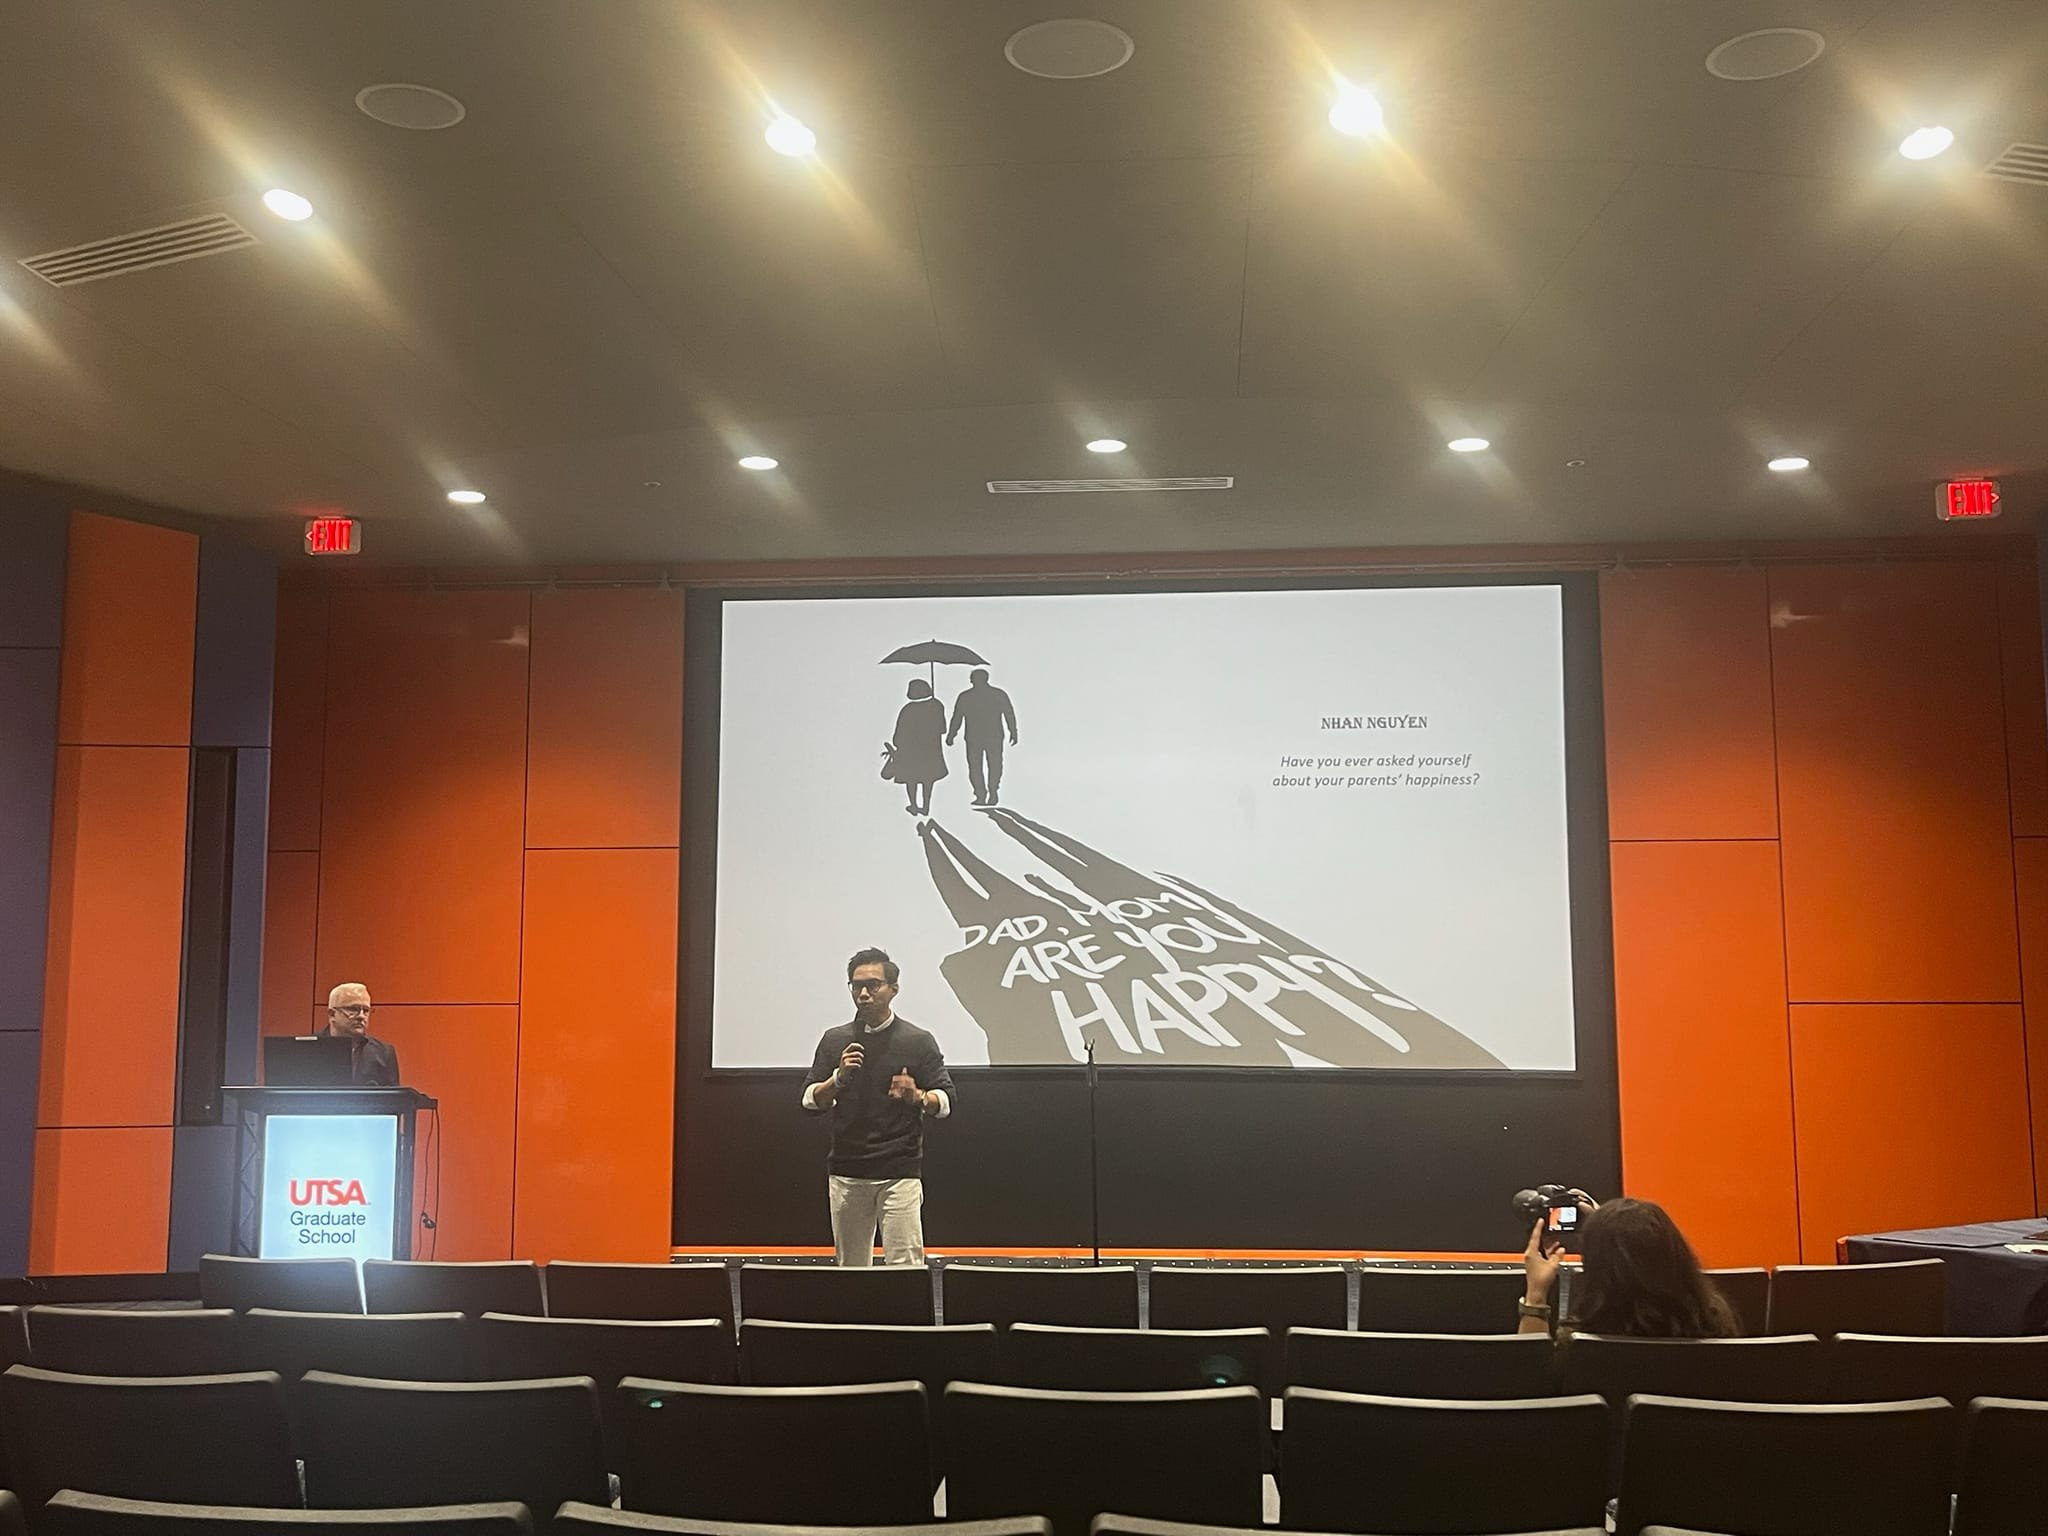 EXIT
EXIT
NHAN NGUYEN
Have you ever asked yourself
about your parents' happiness?
DAD, MOM!
ARE YOU
HAPPY?
UTSA
Graduate
School